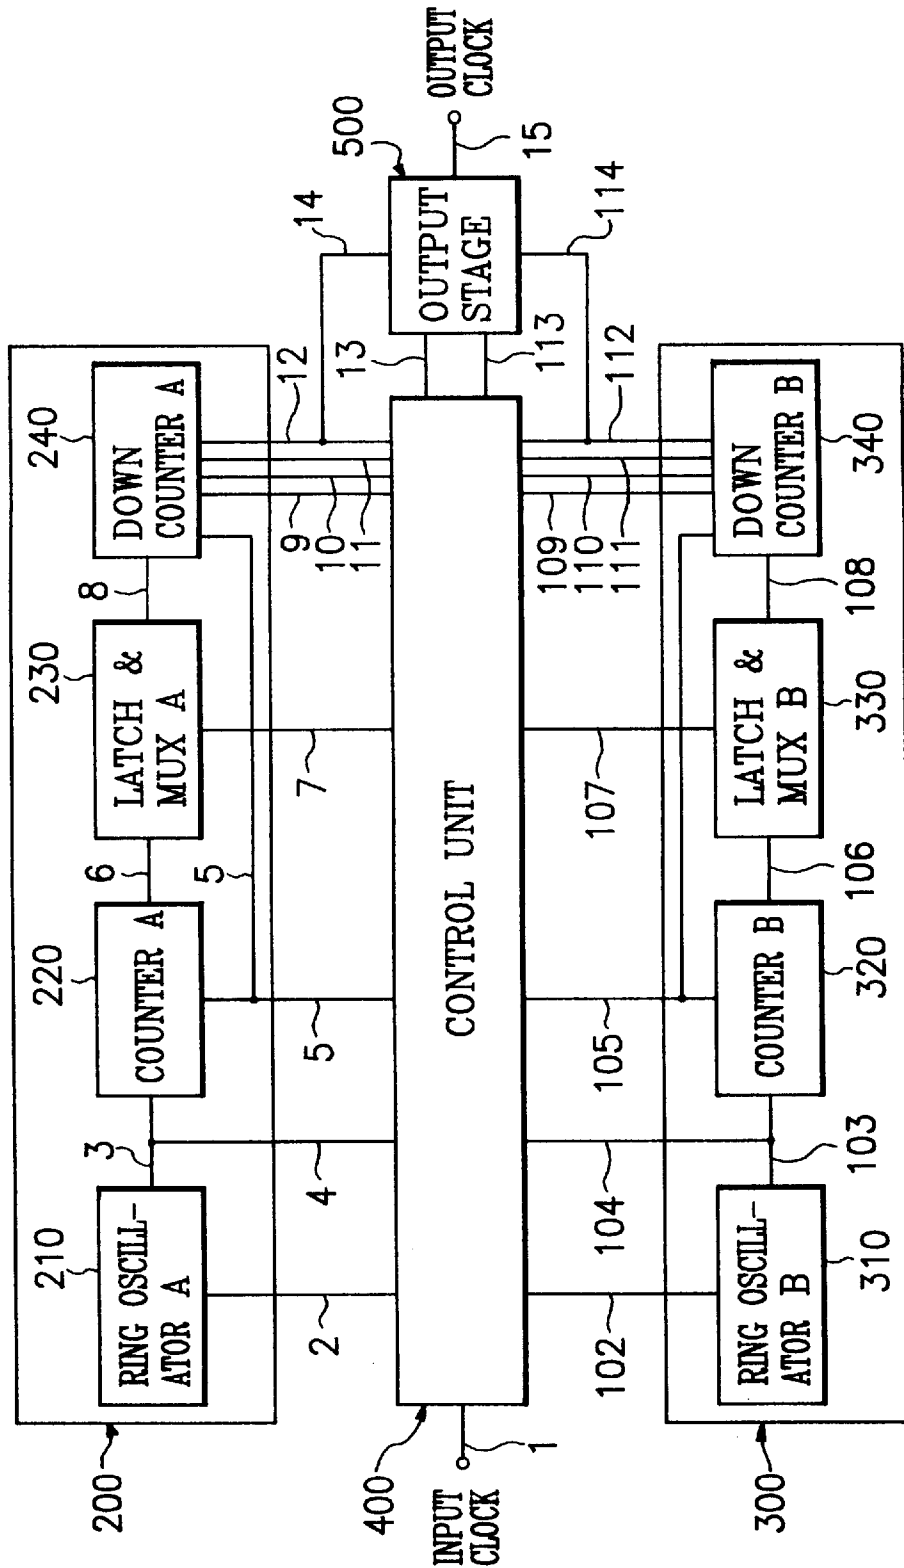 200
210
RING OSCILL-
ATOR A
3
220
COUNTER A
6
5
230
LATCH &
MUX A
8
240
DOWN
COUNTER A
2
4
5
7
9
10
11
12
14
500
INPUT
CLOCK
1
400
CONTROL UNIT
13
113
OUTPUT
STAGE
15
OUTPUT
CLOCK
102
104
105
107
109
110
111
112
114
300
RING OSCILL-
ATOR B
310
103
COUNTER B
320
106
LATCH &
MUX B
330
108
DOWN
COUNTER B
340